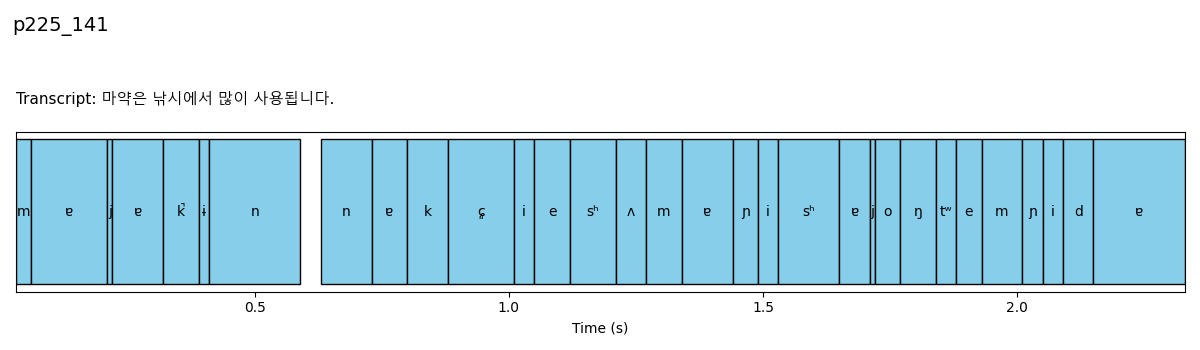 p225_141
Transcript: 마약은 낚시에서 많이 사용됩니다.
m ɐ j ɐ k̚ ɨ n n ɐ k ɕ͈ i e sʰ ʌ m ɐ ɲ i sʰ ɐ j o ŋ tʷ e m ɲ i d ɐ
0.5 1.0 1.5 2.0
Time (s)